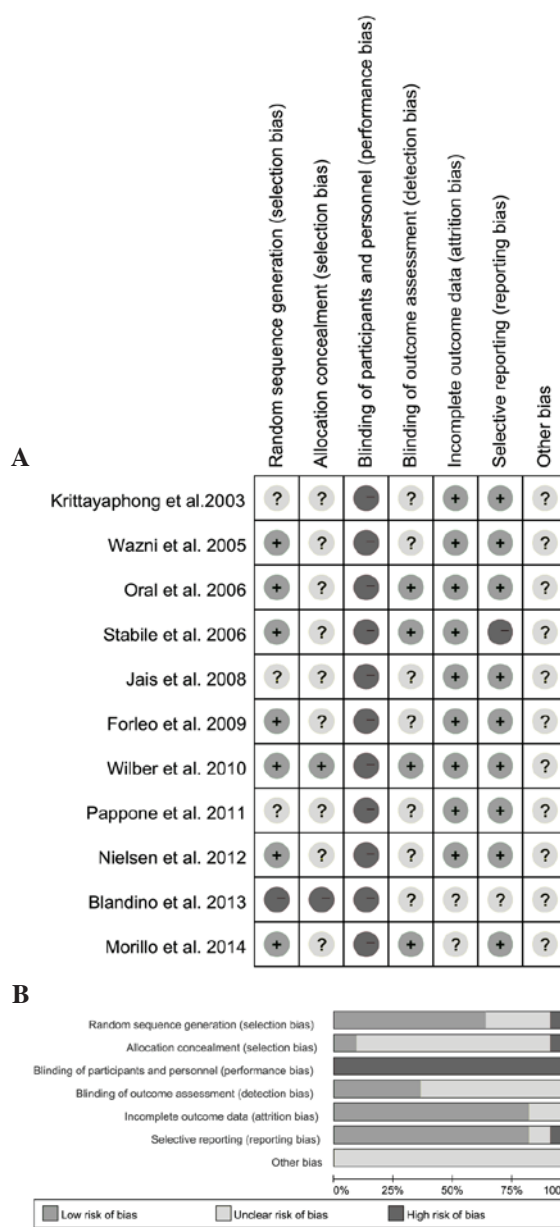 Random sequence generation (selection bias)
Allocation concealment (selection bias)
Blinding of participants and personnel (performance bias)
Blinding of outcome assessment (detection bias)
Incomplete outcome data (attrition bias)
Selective reporting (reporting bias)
Other bias
A
Krittayaphong et al.2003 ? ? - ? + + ?
Wazni et al. 2005 + ? - ? + + ?
Oral et al. 2006 + ? - + + + ?
Stabile et al. 2006 + ? - + + - ?
Jais et al. 2008 ? ? - ? + + ?
Forleo et al. 2009 + ? - ? + + ?
Wilber et al. 2010 + + - + + + ?
Pappone et al. 2011 ? ? - ? + + ?
Nielsen et al. 2012 + ? - ? + + ?
Blandino et al. 2013 - - - ? ? ? ?
Morillo et al. 2014 + ? - + ? + ?
B
Random sequence generation (selection bias)
Allocation concealment (selection bias)
Blinding of participants and personnel (performance bias)
Blinding of outcome assessment (detection bias)
Incomplete outcome data (attrition bias)
Selective reporting (reporting bias)
Other bias
0% 25% 50% 75% 100
Low risk of bias Unclear risk of bias High risk of bias